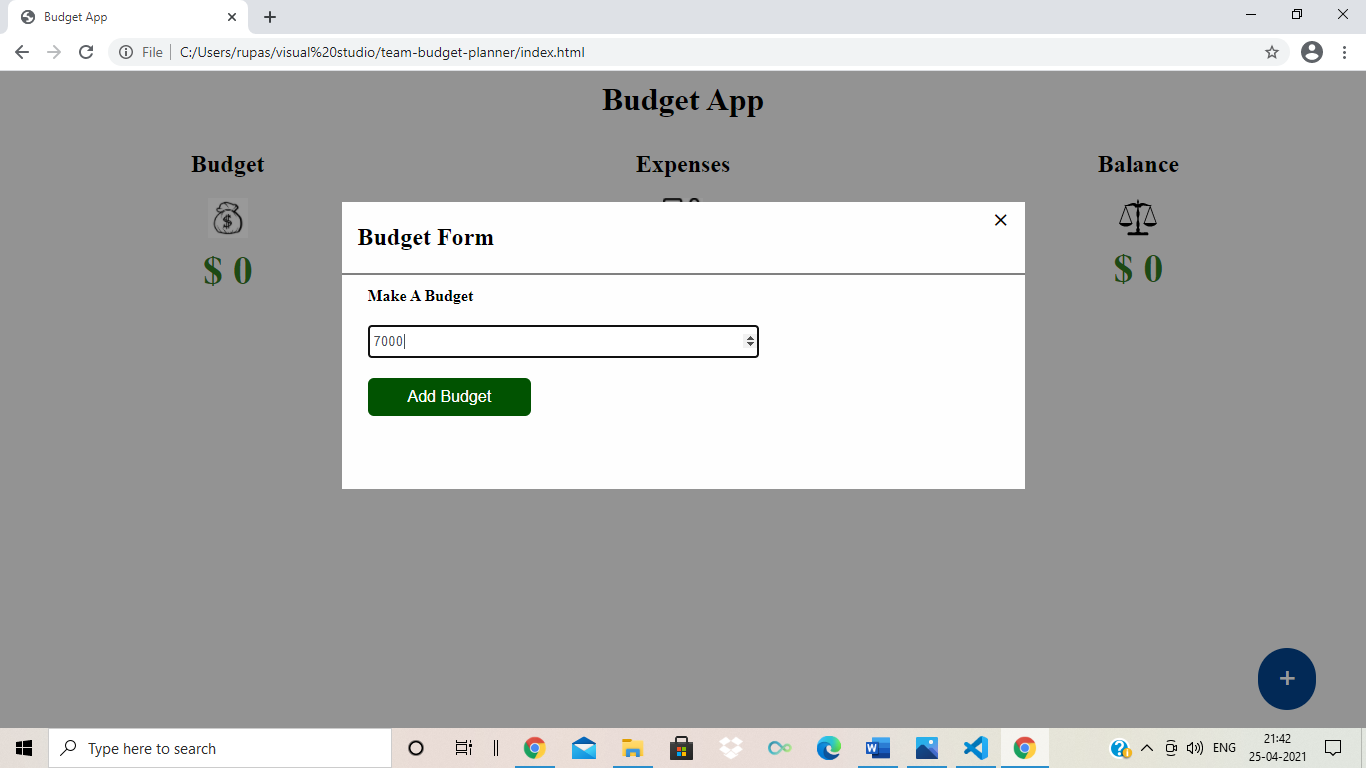 Budget App
File
C:/Users/rupas/visual%20studio/team-budget-planner/index.html
Budget App
Budget
Expenses
Balance
$ 0
$ 0
Budget Form
Make A Budget
7000
Add Budget
+
Type here to search
ENG
21:42
25-04-2021